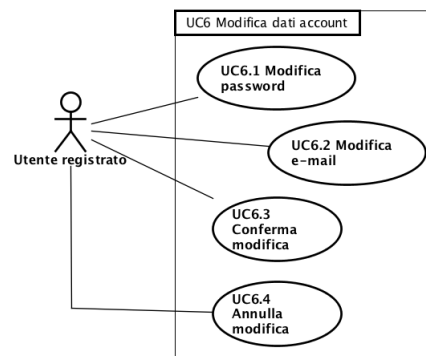 UC6 Modifica dati account
UC6.1 Modifica
password
Utente registrato
UC6.2 Modifica
e-mail
UC6.3
Conferma
modifica
UC6.4
Annulla
modifica